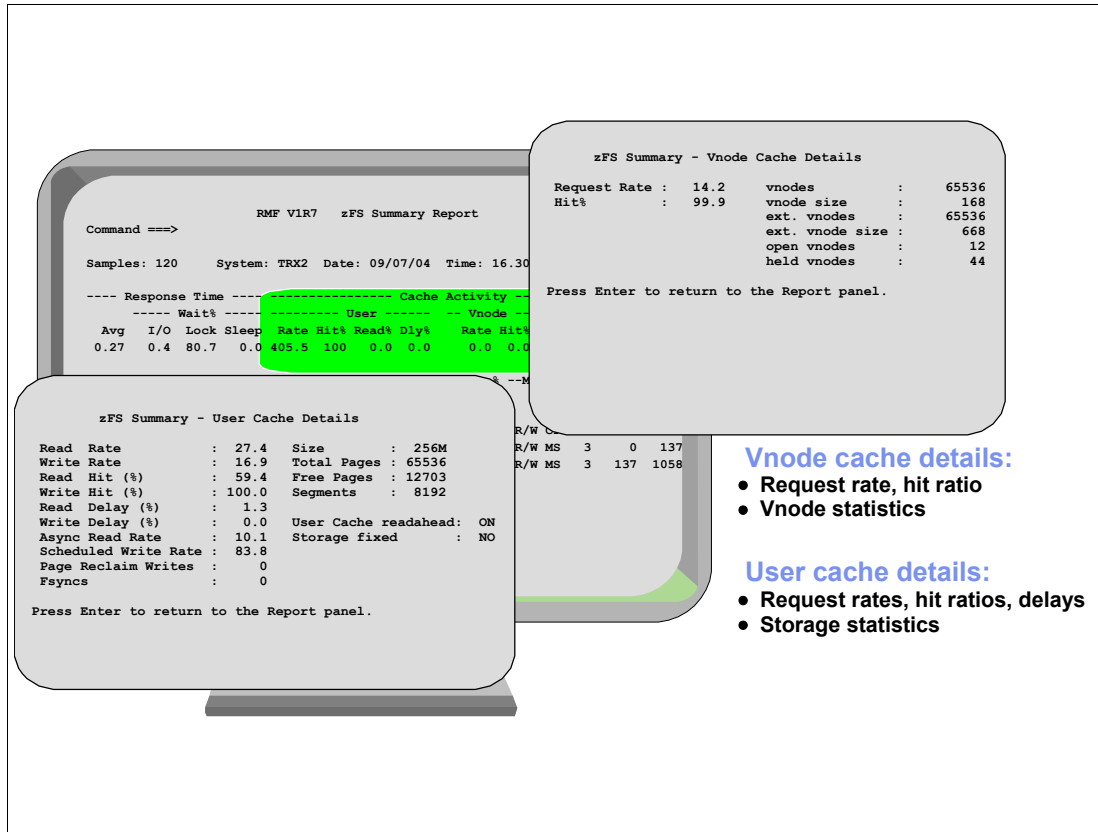 zFS Summary - Vnode Cache Details
Request Rate : 14.2 vnodes : 65536
Hit% : 99.9 vnode size : 168
ext. vnodes : 65536
ext. vnode size : 668
open vnodes : 12
held vnodes : 44
Press Enter to return to the Report panel.
RMF V1R7 zFS Summary Report
Command ===>
Samples: 120 System: TRX2 Date: 09/07/04 Time: 16.30
---- Response Time ---- ---------------- Cache Activity --
----- Wait% ----- --------- User ------ -- Vnode --
Avg I/O Lock Sleep Rate Hit% Read% Dly% Rate Hit%
0.27 0.4 80.7 0.0 405.5 100 0.0 0.0 0.0 0.0
% --M
R/W
R/W MS 3 0 137
R/W MS 3 137 1058
zFS Summary - User Cache Details
Read Rate : 27.4 Size : 256M
Write Rate : 16.9 Total Pages : 65536
Read Hit (%) : 59.4 Free Pages : 12703
Write Hit (%) : 100.0 Segments : 8192
Read Delay (%) : 1.3
Write Delay (%) : 0.0 User Cache readahead: ON
Async Read Rate : 10.1 Storage fixed : NO
Scheduled Write Rate : 83.8
Page Reclaim Writes : 0
Fsyncs : 0
Press Enter to return to the Report panel.
Vnode cache details:
• Request rate, hit ratio
• Vnode statistics
User cache details:
• Request rates, hit ratios, delays
• Storage statistics